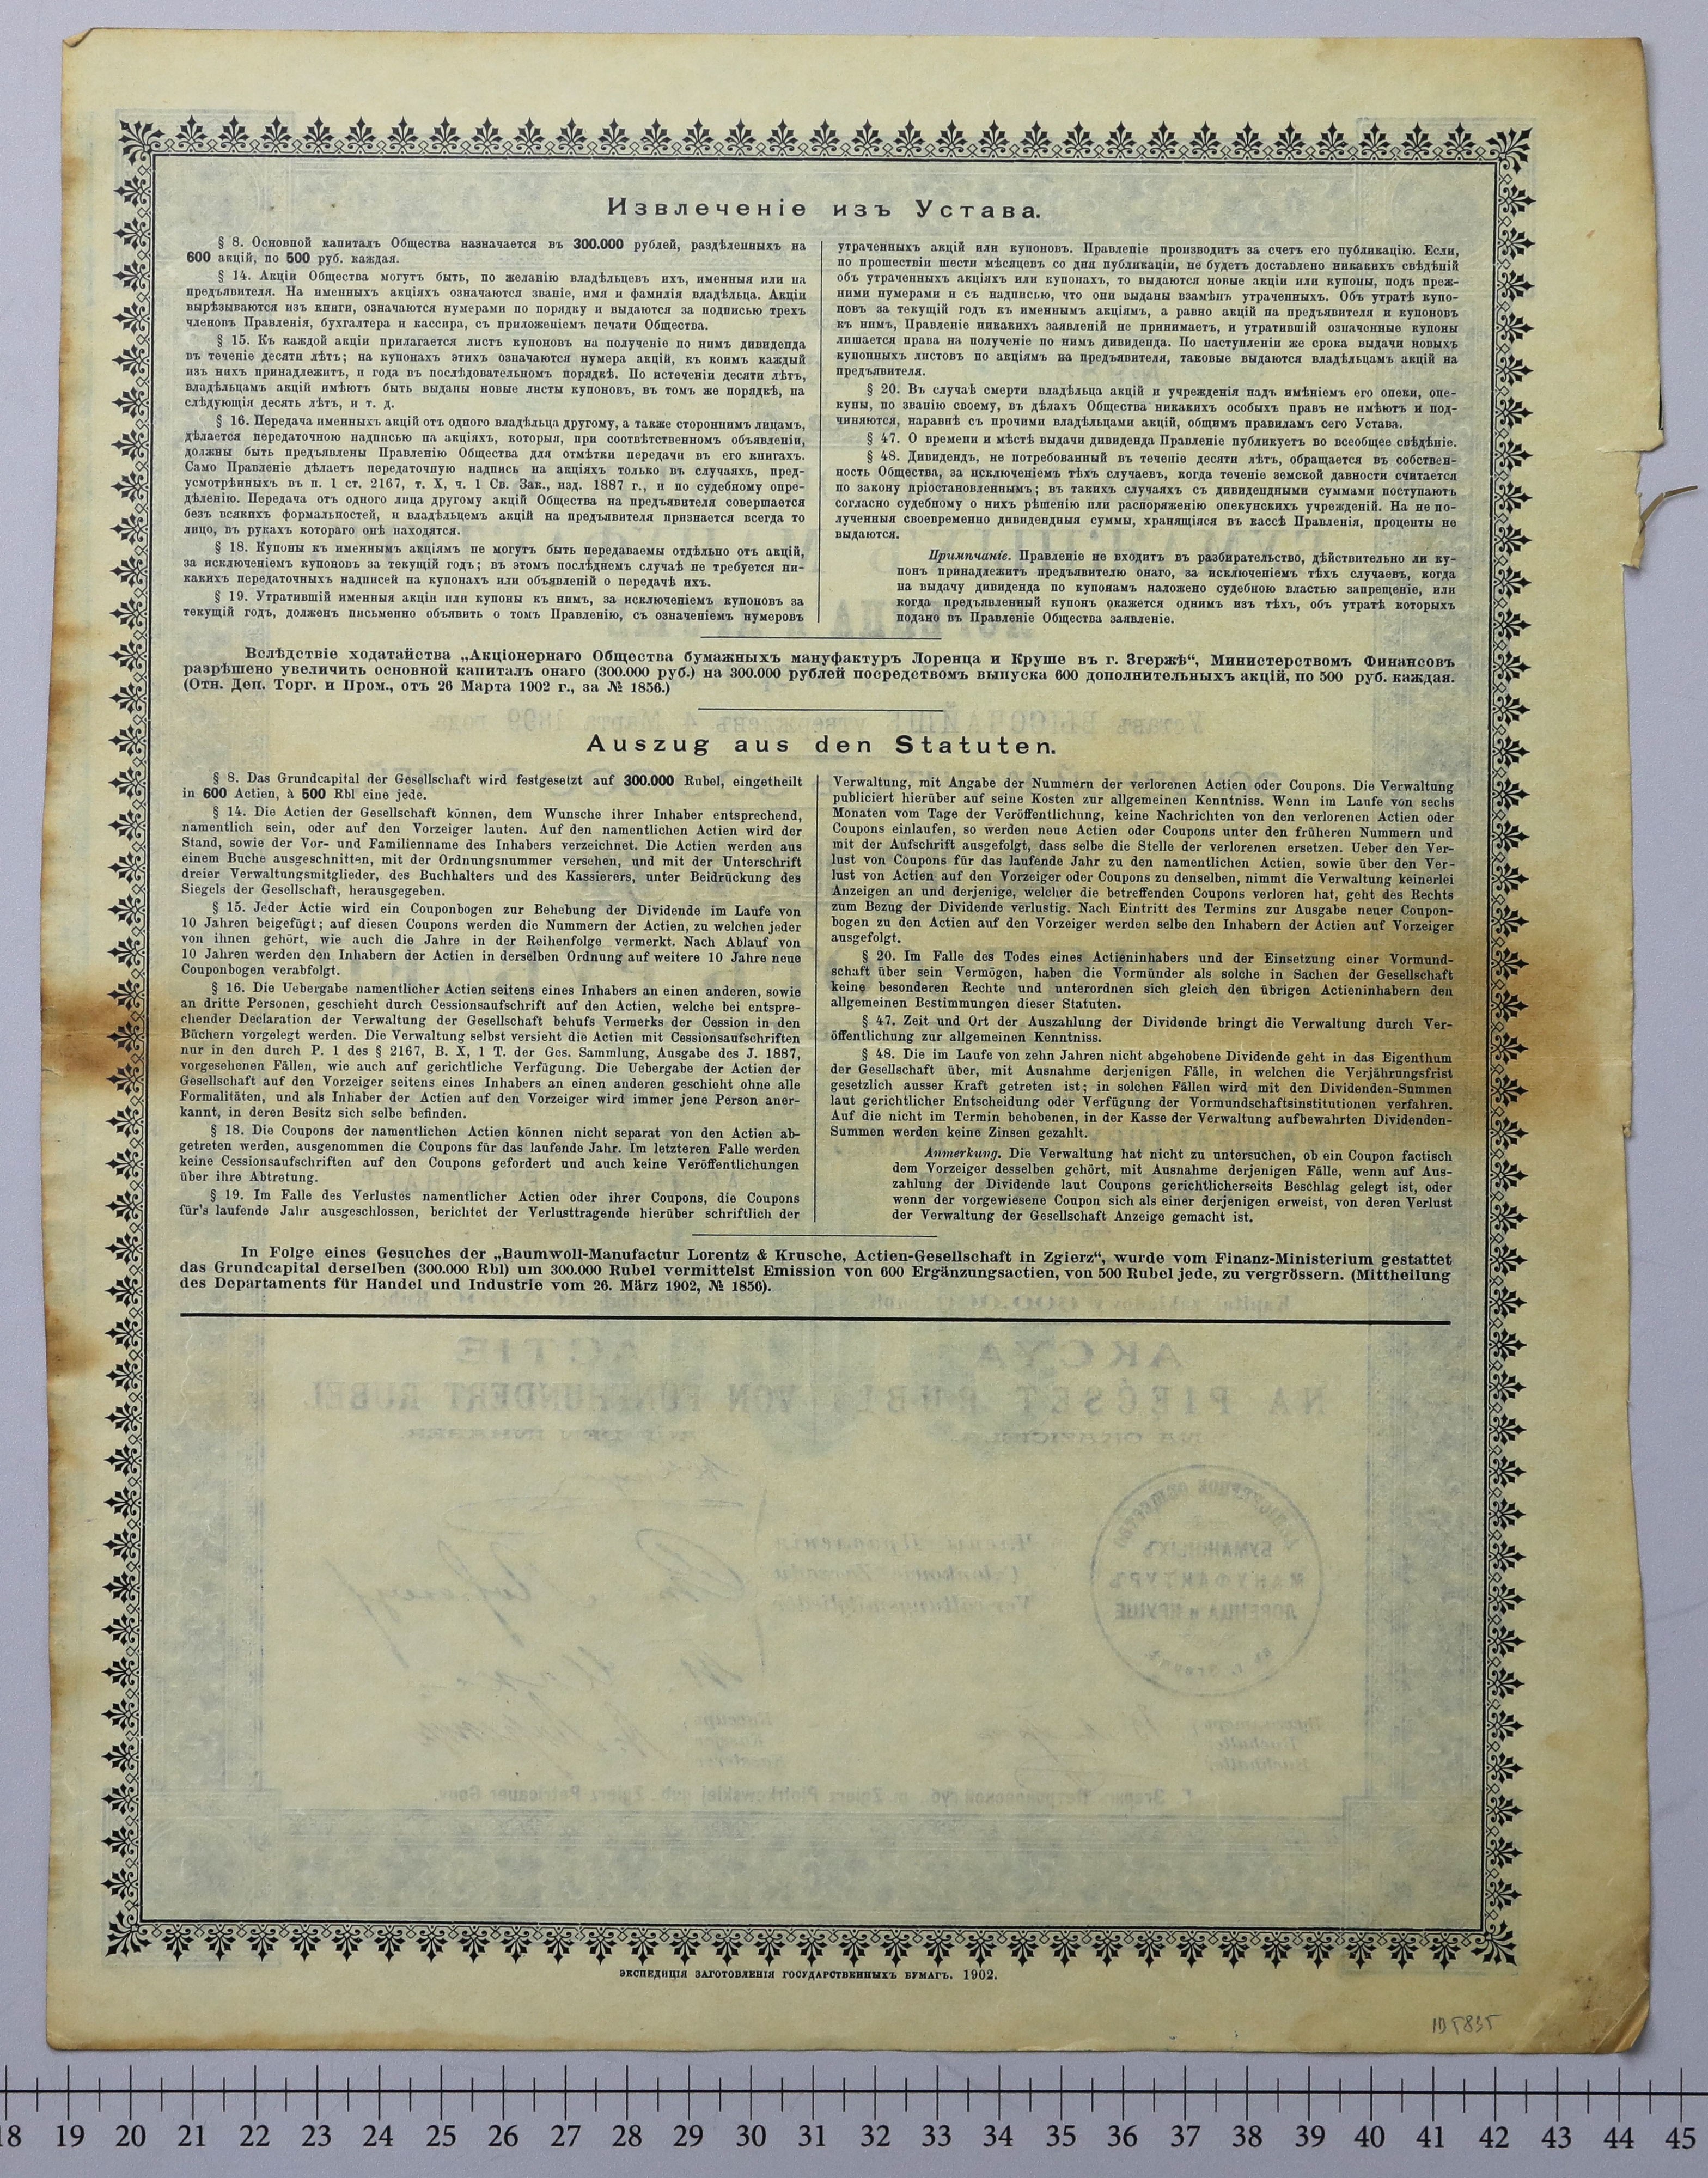 Извлеченіе изъ Устава.
§ 8. Основной капиталъ Общества назначается въ 300.000 рублей, раздѣленныхъ на
600 акцій, по 500 руб. каждая.
§ 14. Акціи Общества могутъ быть, по желанію владѣльцевъ ихъ, именныя или на
предъявителя. На именныхъ акціяхъ означаются званіе, имя и фамилія владѣльца. Акціи
вырѣзываются изъ книги, означаются нумерами по порядку и выдаются за подписью трехъ
членовъ Правленія, бухгалтера и кассира, съ приложеніемъ печати Общества.
§ 15. Къ каждой акціи прилагается листъ купоновъ на полученіе по нимъ дивиденда
въ теченіе десяти лѣтъ; на купонахъ этихъ означаются нумера акцій, къ коимъ каждый
изъ нихъ принадлежитъ, и года въ послѣдовательномъ порядкѣ. По истеченіи десяти лѣтъ,
владѣльцамъ акцій имѣютъ быть выданы новые листы купоновъ, въ томъ же порядкѣ, на
слѣдующія десять лѣтъ, и т. д.
§ 16. Передача именныхъ акцій отъ одного владѣльца другому, а также стороннимъ лицамъ,
дѣлается передаточною надписью на акціяхъ, которыя, при соотвѣтственномъ объявленіи,
должны быть предъявлены Правленію Общества для отмѣтки передачи въ его книгахъ.
Само Правленіе дѣлаетъ передаточную надпись на акціяхъ только въ случаяхъ, пред-
усмотрѣнныхъ въ п. 1 ст. 2167, т. X, ч. 1 Св. Зак., изд. 1887 г., и по судебному опре-
дѣленію. Передача отъ одного лица другому акцій Общества на предъявителя совершается
безъ всякихъ формальностей, и владѣльцемъ акцій на предъявителя признается всегда то
лицо, въ рукахъ котораго онѣ находятся.
§ 18. Купоны къ именнымъ акціямъ не могутъ быть передаваемы отдѣльно отъ акцій,
за исключеніемъ купоновъ за текущій годъ; въ этомъ послѣднемъ случаѣ не требуется ни-
какихъ передаточныхъ надписей на купонахъ или объявленій о передачѣ ихъ.
§ 19. Утратившій именныя акціи или купоны къ нимъ, за исключеніемъ купоновъ за
текущій годъ, долженъ письменно объявить о томъ Правленію, съ означеніемъ нумеровъ
утраченныхъ акцій или купоновъ. Правленіе производитъ за счетъ его публикацію. Если,
по прошествіи шести мѣсяцевъ со дня публикаціи, не будетъ доставлено никакихъ свѣдѣній
объ утраченныхъ акціяхъ или купонахъ, то выдаются новые акціи или купоны, подъ преж-
ними нумерами и съ надписью, что они выданы взамѣнъ утраченныхъ. Объ утратѣ купо-
новъ за текущій годъ къ именнымъ акціямъ, а равно акцій на предъявителя и купоновъ
къ нимъ, Правленіе никакихъ заявленій не принимаетъ, и утратившій означенные купоны
лишается права на полученіе по нимъ дивиденда. По наступленіи же срока выдачи новыхъ
купонныхъ листовъ по акціямъ на предъявителя, таковые выдаются владѣльцамъ акцій на
предъявителя.
§ 20. Въ случаѣ смерти владѣльца акцій и учрежденія надъ имѣніемъ его опеки, опе-
куны, по званію своему, въ дѣлахъ Общества никакихъ особыхъ правъ не имѣютъ и под-
чиняются, наравнѣ съ прочими владѣльцами акцій, общимъ правиламъ сего Устава.
§ 47. О времени и мѣстѣ выдачи дивиденда Правленіе публикуетъ во всеобщее свѣдѣніе.
§ 48. Дивидендъ, не потребованный въ теченіе десяти лѣтъ, обращается въ собствен-
ность Общества, за исключеніемъ тѣхъ случаевъ, когда теченіе земской давности считается
по закону пріостановленнымъ; въ такихъ случаяхъ съ дивидендными суммами поступаютъ
согласно судебному о нихъ рѣшенію или распоряженію опекунскихъ учрежденій. На не по-
лученныя своевременно дивидендныя суммы, хранящіяся въ кассѣ Правленія, проценты не
выдаются.
Примѣчаніе. Правленіе не входитъ въ разбирательство, дѣйствительно ли ку-
понъ принадлежитъ предъявителю онаго, за исключеніемъ тѣхъ случаевъ, когда
на выдачу дивиденда по купонамъ наложено судебною властью запрещеніе, или
когда предъявленный купонъ окажется однимъ изъ тѣхъ, объ утратѣ которыхъ
подано въ Правленіе Общества заявленіе.
Вслѣдствіе ходатайства „Акціонернаго Общества бумажныхъ мануфактуръ Лоренца и Круше въ г. Згержѣ“, Министерствомъ Финансовъ
разрѣшено увеличить основной капиталъ онаго (300.000 руб.) на 300.000 рублей посредствомъ выпуска 600 дополнительныхъ акцій, по 500 руб. каждая.
(Отн. Деп. Торг. и Пром., отъ 26 Марта 1902 г., за № 1856.)
Auszug aus den Statuten.
§ 8. Das Grundcapital der Gesellschaft wird festgesetzt auf 300.000 Rubel, eingetheilt
in 600 Actien, à 500 Rbl eine jede.
§ 14. Die Actien der Gesellschaft können, dem Wunsche ihrer Inhaber entsprechend,
namentlich sein, oder auf den Vorzeiger lauten. Auf den namentlichen Actien wird der
Stand, sowie der Vor- und Familienname des Inhabers verzeichnet. Die Actien werden aus
einem Buche ausgeschnitten, mit der Ordnungsnummer versehen, und mit der Unterschrift
dreier Verwaltungsmitglieder, des Buchhalters und des Kassierers, unter Beidrückung des
Siegels der Gesellschaft, herausgegeben.
§ 15. Jeder Actie wird ein Couponbogen zur Behebung der Dividende im Laufe von
10 Jahren beigefügt; auf diesen Coupons werden die Nummern der Actien, zu welchen jeder
von ihnen gehört, wie auch die Jahre in der Reihenfolge vermerkt. Nach Ablauf von
10 Jahren werden den Inhabern der Actien in derselben Ordnung auf weitere 10 Jahre neue
Couponbogen verabfolgt.
§ 16. Die Uebergabe namentlicher Actien seitens eines Inhabers an einen anderen, sowie
an dritte Personen, geschieht durch Cessionsaufschrift auf den Actien, welche bei entspre-
chender Declaration der Verwaltung der Gesellschaft behufs Vermerks der Cession in den
Büchern vorgelegt werden. Die Verwaltung selbst versieht die Actien mit Cessionsaufschriften
nur in den durch P. 1 des § 2167, B. X, 1 T. der Ges. Sammlung, Ausgabe des J. 1887,
vorgesehenen Fällen, wie auch auf gerichtliche Verfügung. Die Uebergabe der Actien der
Gesellschaft auf den Vorzeiger seitens eines Inhabers an einen anderen geschieht ohne alle
Formalitäten, und als Inhaber der Actien auf den Vorzeiger wird immer jene Person aner-
kannt, in deren Besitz sich selbe befinden.
§ 18. Die Coupons der namentlichen Actien können nicht separat von den Actien ab-
getreten werden, ausgenommen die Coupons für das laufende Jahr. Im letzteren Falle werden
keine Cessionsaufschriften auf den Coupons gefordert und auch keine Veröffentlichungen
über ihre Abtretung.
§ 19. Im Falle des Verlustes namentlicher Actien oder ihrer Coupons, die Coupons
für's laufende Jahr ausgeschlossen, berichtet der Verlusttragende hierüber schriftlich der
Verwaltung, mit Angabe der Nummern der verlorenen Actien oder Coupons. Die Verwaltung
publiciert hierüber auf seine Kosten zur allgemeinen Kenntniss. Wenn im Laufe von sechs
Monaten vom Tage der Veröffentlichung, keine Nachrichten von den verlorenen Actien oder
Coupons einlaufen, so werden neue Actien oder Coupons unter den früheren Nummern und
mit der Aufschrift ausgefolgt, dass selbe die Stelle der verlorenen ersetzen. Ueber den Ver-
lust von Coupons für das laufende Jahr zu den namentlichen Actien, sowie über den Ver-
lust von Actien auf den Vorzeiger oder Coupons zu denselben, nimmt die Verwaltung keinerlei
Anzeigen an und derjenige, welcher die betreffenden Coupons verloren hat, geht des Rechts
zum Bezug der Dividende verlustig. Nach Eintritt des Termins zur Ausgabe neuer Coupon-
bogen zu den Actien auf den Vorzeiger werden selbe den Inhabern der Actien auf Vorzeiger
ausgefolgt.
§ 20. Im Falle des Todes eines Actieninhabers und der Einsetzung einer Vormund-
schaft über sein Vermögen, haben die Vormünder als solche in Sachen der Gesellschaft
keine besonderen Rechte und unterordnen sich gleich den übrigen Actieninhabern den
allgemeinen Bestimmungen dieser Statuten.
§ 47. Zeit und Ort der Auszahlung der Dividende bringt die Verwaltung durch Ver-
öffentlichung zur allgemeinen Kenntniss.
§ 48. Die im Laufe von zehn Jahren nicht abgehobene Dividende geht in das Eigenthum
der Gesellschaft über, mit Ausnahme derjenigen Fälle, in welchen die Verjährungsfrist
gesetzlich ausser Kraft getreten ist; in solchen Fällen wird mit den Dividenden-Summen
laut gerichtlicher Entscheidung oder Verfügung der Vormundschaftsinstitutionen verfahren.
Auf die nicht im Termin behobenen, in der Kasse der Verwaltung aufbewahrten Dividenden-
Summen werden keine Zinsen gezahlt.
Anmerkung. Die Verwaltung hat nicht zu untersuchen, ob ein Coupon factisch
dem Vorzeiger desselben gehört, mit Ausnahme derjenigen Fälle, wenn auf Aus-
zahlung der Dividende laut Coupons gerichtlicherseits Beschlag gelegt ist, oder
wenn der vorgewiesene Coupon sich als einer derjenigen erweist, von deren Verlust
der Verwaltung der Gesellschaft Anzeige gemacht ist.
In Folge eines Gesuches der „Baumwoll-Manufactur Lorentz & Krusche, Actien-Gesellschaft in Zgierz“, wurde vom Finanz-Ministerium gestattet
das Grundcapital derselben (300.000 Rbl) um 300.000 Rubel vermittelst Emission von 600 Ergänzungsactien, von 500 Rubel jede, zu vergrössern. (Mittheilung
des Departaments für Handel und Industrie vom 26. März 1902, № 1856).
ЭКСПЕДИЦІЯ ЗАГОТОВЛЕНІЯ ГОСУДАРСТВЕННЫХЪ БУМАГЪ. 1902.
18 19 20 21 22 23 24 25 26 27 28 29 30 31 32 33 34 35 36 37 38 39 40 41 42 43 44 45